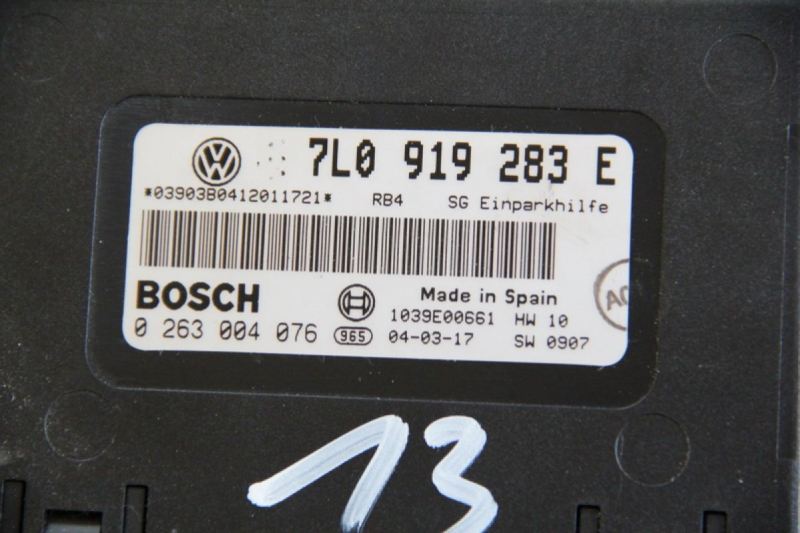 7L0 919 283 E
*03903B0412011721* RB4 SG Einparkhilfe
BOSCH
Made in Spain
1039E00661 HW 10
0 263 004 076 965 04-03-17 SW 0907
13